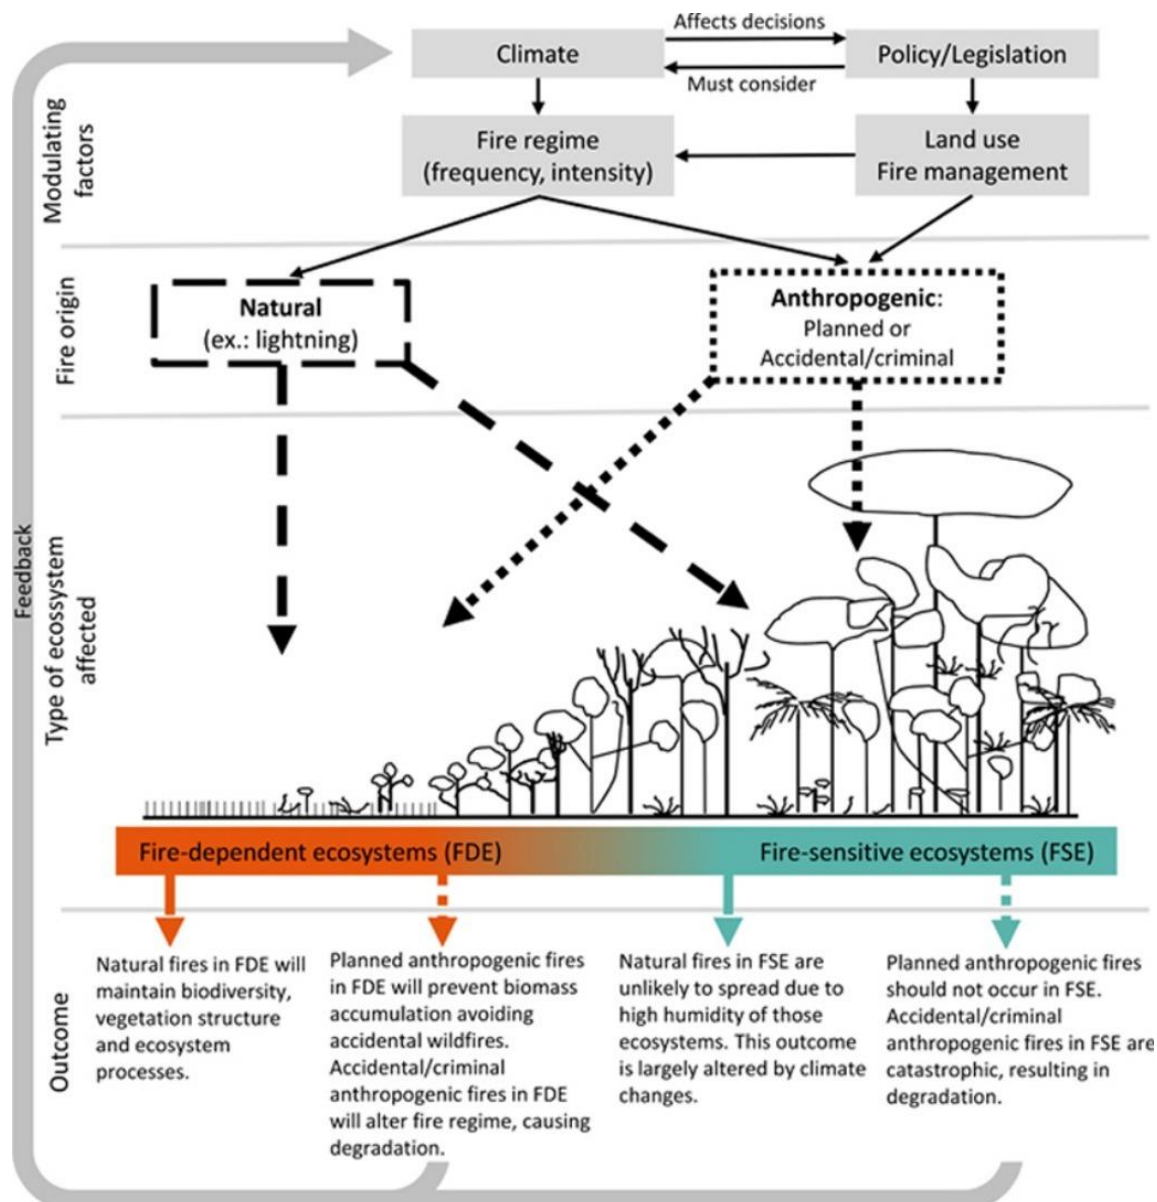 Affects decisions
Climate
Policy/Legislation
Must consider
Modulating
factors
Fire regime
(frequency, intensity)
Land use
Fire management
Fire origin
Natural
(ex.: lightning)
Anthropogenic:
Planned or
Accidental/criminal
Feedback
Type of ecosystem
affected
Fire-dependent ecosystems (FDE)
Fire-sensitive ecosystems (FSE)
Outcome
Natural fires in FDE will
maintain biodiversity,
vegetation structure
and ecosystem
processes.
Planned anthropogenic fires
in FDE will prevent biomass
accumulation avoiding
accidental wildfires.
Accidental/criminal
anthropogenic fires in FDE
will alter fire regime, causing
degradation.
Natural fires in FSE are
unlikely to spread due to
high humidity of those
ecosystems. This outcome
is largely altered by climate
changes.
Planned anthropogenic fires
should not occur in FSE.
Accidental/criminal
anthropogenic fires in FSE are
catastrophic, resulting in
degradation.